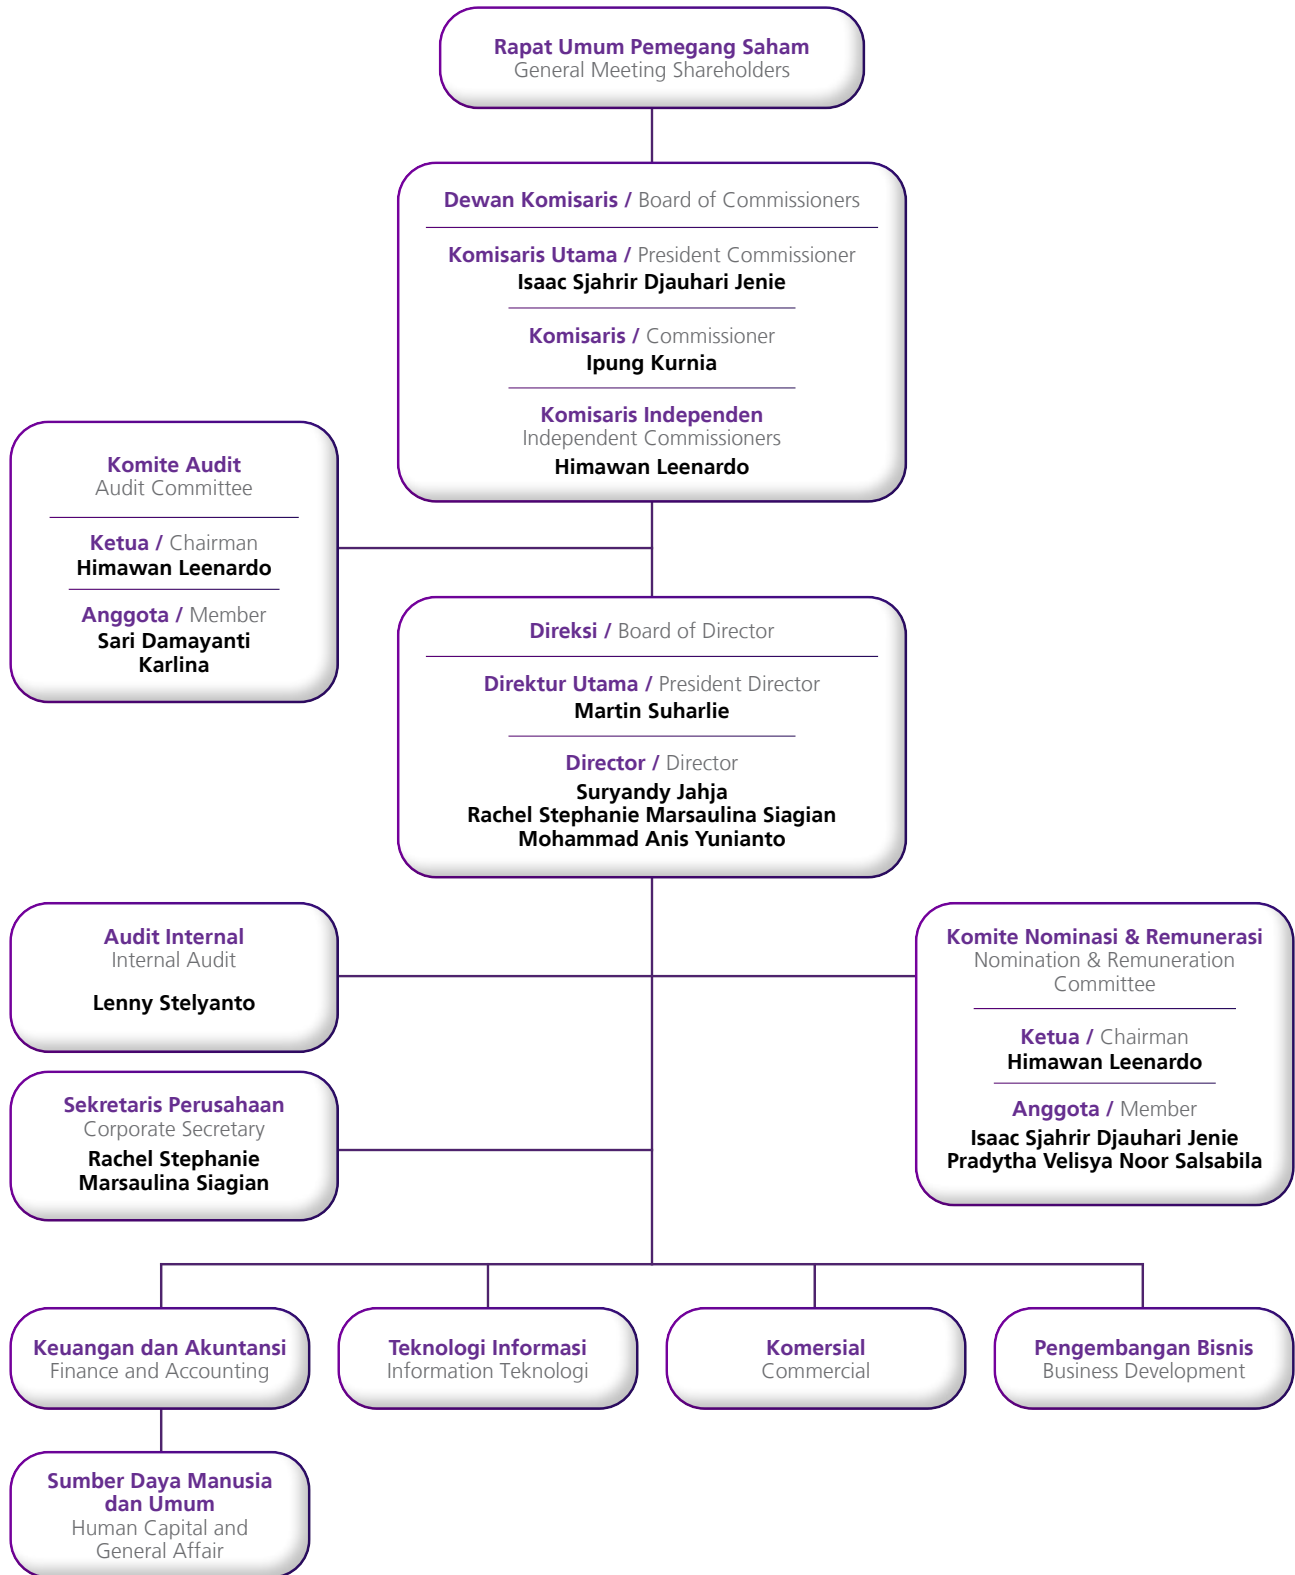 Rapat Umum Pemegang Saham
General Meeting Shareholders
Dewan Komisaris / Board of Commissioners
Komisaris Utama / President Commissioner
Isaac Sjahrir Djauhari Jenie
Komisaris / Commissioner
Ipung Kurnia
Komisaris Independen
Independent Commissioners
Himawan Leenardo
Komite Audit
Audit Committee
Ketua / Chairman
Himawan Leenardo
Anggota / Member
Sari Damayanti
Karlina
Direksi / Board of Director
Direktur Utama / President Director
Martin Suharlie
Director / Director
Suryandy Jahja
Rachel Stephanie Marsaulina Siagian
Mohammad Anis Yunianto
Audit Internal
Internal Audit
Lenny Stelyanto
Komite Nominasi & Remunerasi
Nomination & Remuneration
Committee
Ketua / Chairman
Himawan Leenardo
Anggota / Member
Isaac Sjahrir Djauhari Jenie
Pradytha Velisya Noor Salsabila
Sekretaris Perusahaan
Corporate Secretary
Rachel Stephanie
Marsaulina Siagian
Keuangan dan Akuntansi
Finance and Accounting
Teknologi Informasi
Information Teknologi
Komersial
Commercial
Pengembangan Bisnis
Business Development
Sumber Daya Manusia
dan Umum
Human Capital and
General Affair